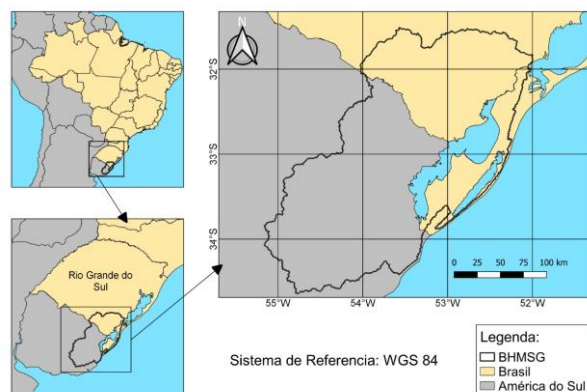 N
32°S
33°S
34°S
55°W
54°W
53°W
52°W
0 25 50 75 100 km
Rio Grande do
Sul
Sistema de Referencia: WGS 84
Legenda:
BHMSG
Brasil
América do Sul